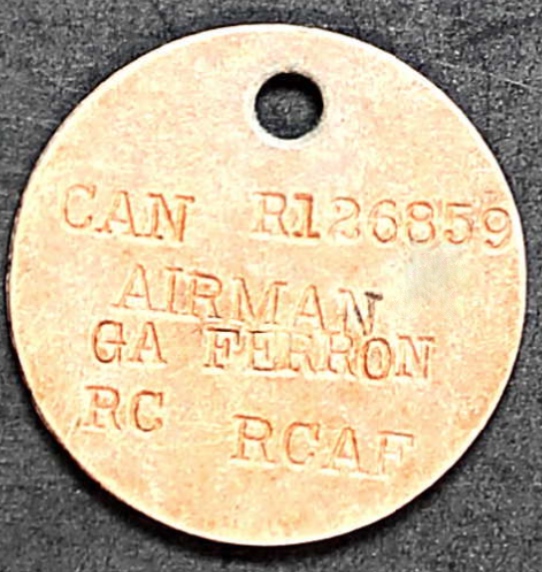 CAN R126859
AIRMAN
GA FERRON
RC RCAF